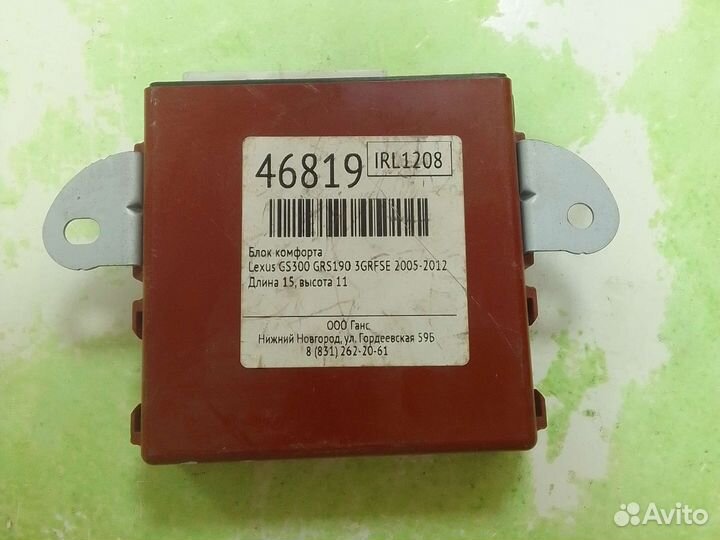 46819
IRL1208
Блок комфорта
Lexus GS300 GRS190 3GRFSE 2005-2012
Длина 15, высота 11
ООО Ганс
Нижний Новгород, ул. Гордеевская 59Б
8 (831) 262-20-61
Avito